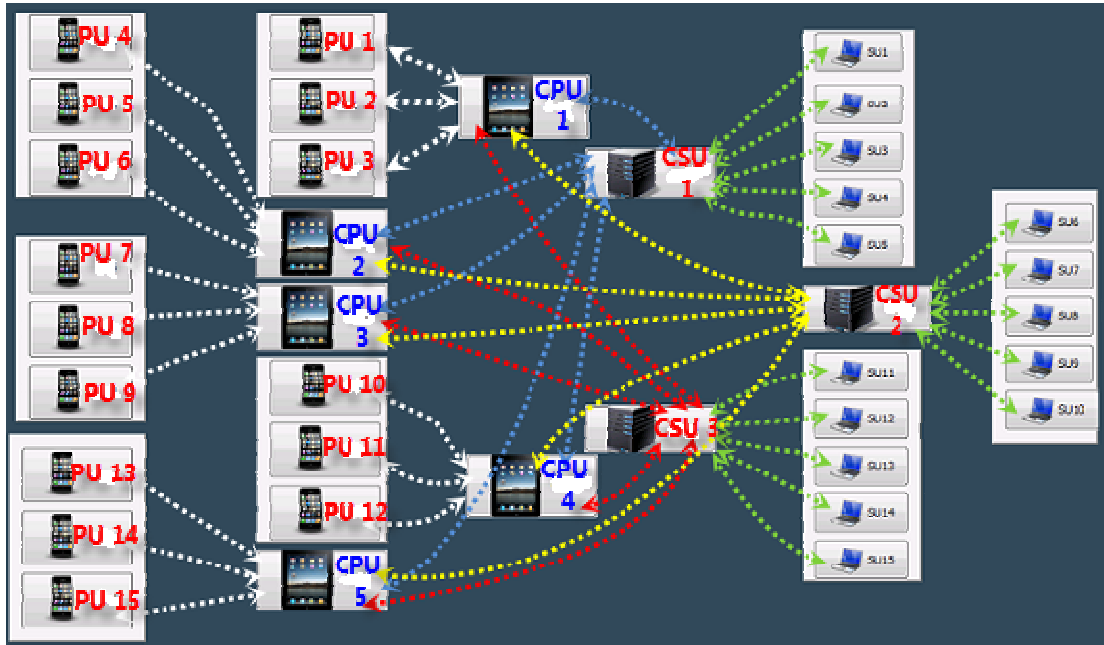 PU 4
PU 5
PU 6
PU 1
PU 2
PU 3
CPU
1
CSU
1
SU1
SU2
SU3
SU4
SU5
PU 7
PU 8
PU 9
CPU
2
CPU
3
CSU
2
SU6
SU7
SU8
SU9
SU10
PU 10
PU 11
PU 12
CPU
4
CSU 3
SU11
SU12
SU13
SU14
SU15
PU 13
PU 14
PU 15
CPU
5